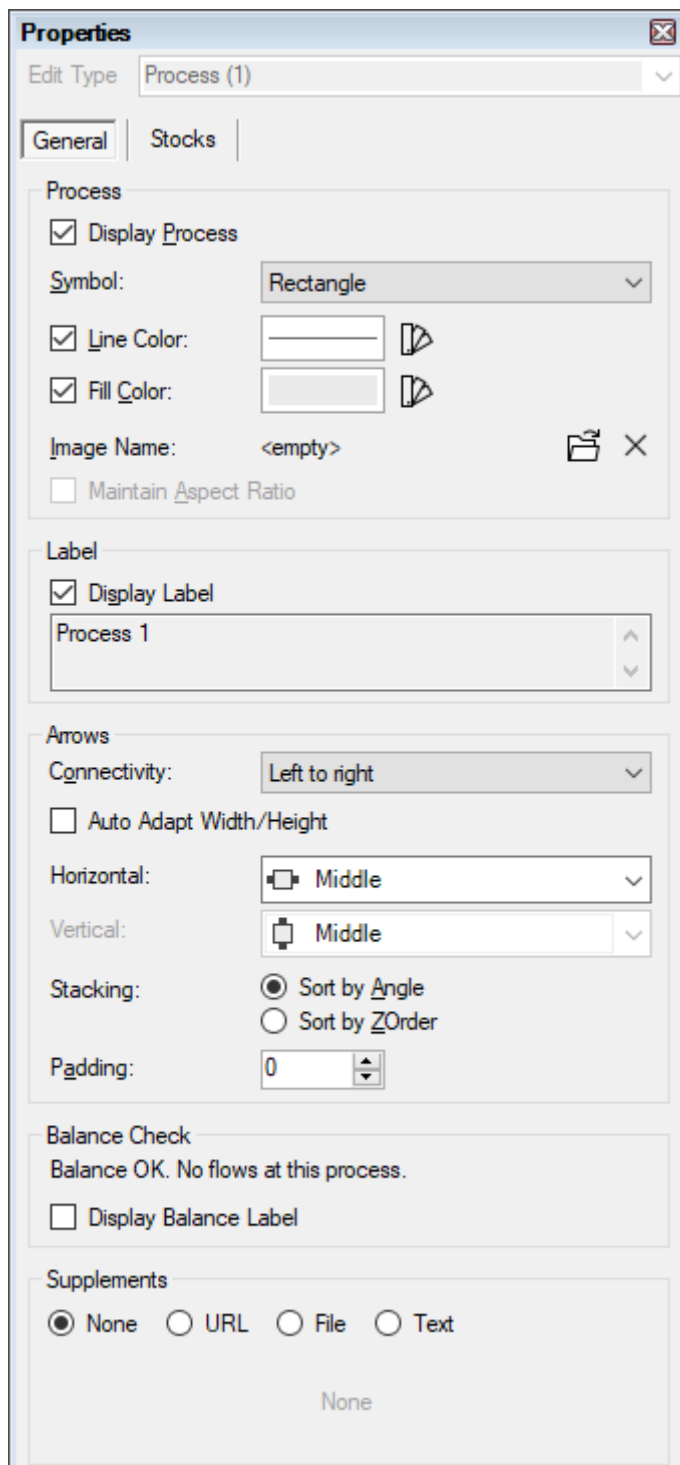 Properties
Edit Type Process (1)
General Stocks
Process
Display Process
Symbol: Rectangle
Line Color:
Fill Color:
Image Name: <empty>
Maintain Aspect Ratio
Label
Display Label
Process 1
Arrows
Connectivity: Left to right
Auto Adapt Width/Height
Horizontal: Middle
Vertical: Middle
Stacking: Sort by Angle
Sort by ZOrder
Padding: 0
Balance Check
Balance OK. No flows at this process.
Display Balance Label
Supplements
None URL File Text
None